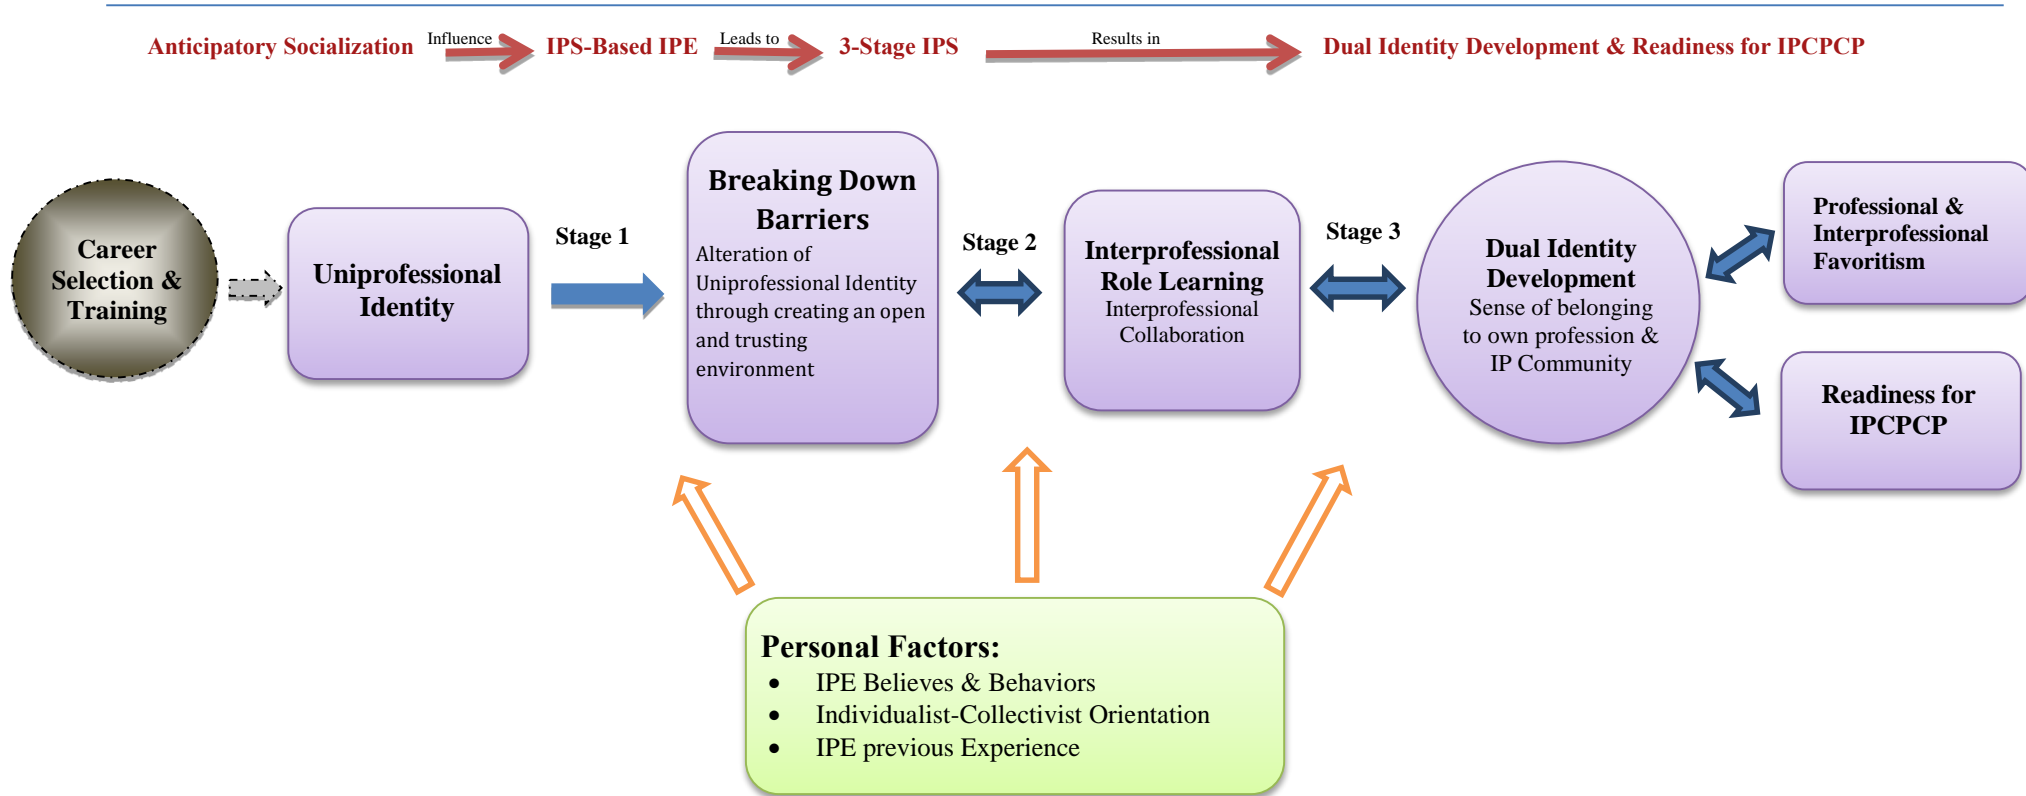 Anticipatory Socialization Influence IPS-Based IPE Leads to 3-Stage IPS Results in Dual Identity Development & Readiness for IPCPCP
Career
Selection &
Training
Uniprofessional
Identity
Stage 1
Breaking Down
Barriers
Alteration of
Uniprofessional Identity
through creating an open
and trusting
environment
Stage 2
Interprofessional
Role Learning
Interprofessional
Collaboration
Stage 3
Dual Identity
Development
Sense of belonging
to own profession &
IP Community
Professional &
Interprofessional
Favoritism
Readiness for
IPCPCP
Personal Factors:
• IPE Believes & Behaviors
• Individualist-Collectivist Orientation
• IPE previous Experience